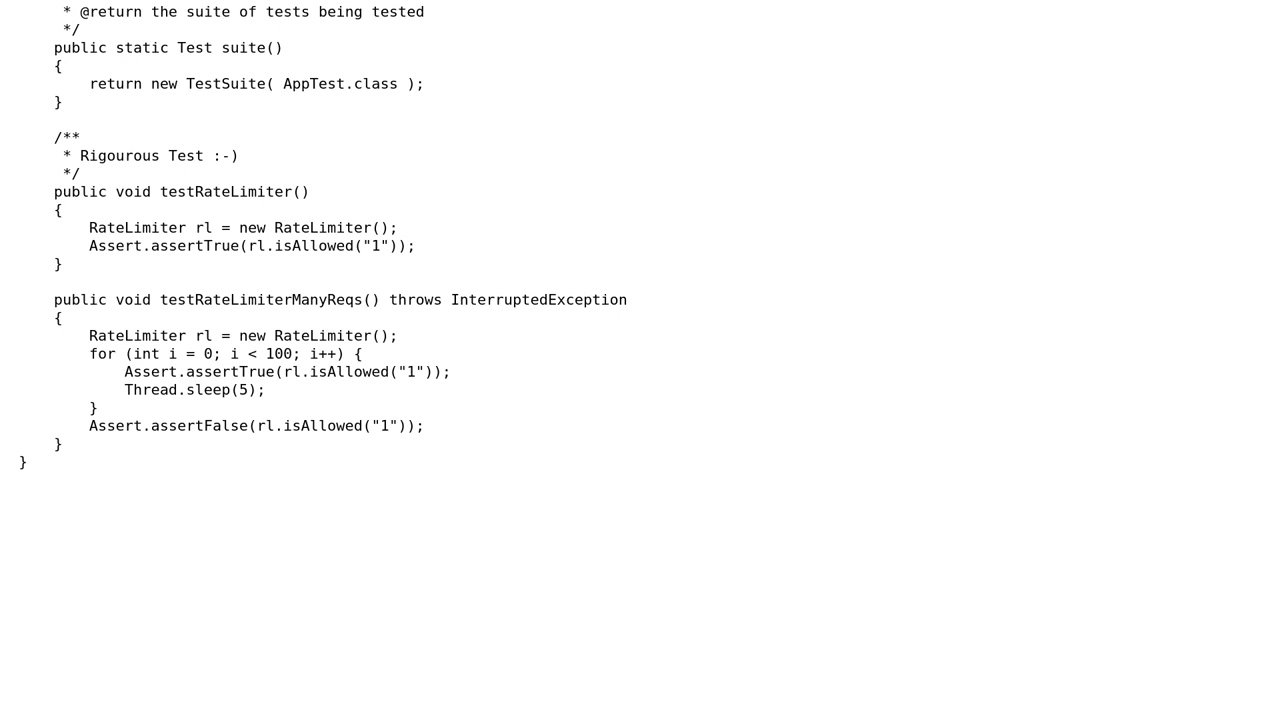 * @return the suite of tests being tested
     */
    public static Test suite()
    {
        return new TestSuite( AppTest.class );
    }

    /**
     * Rigourous Test :-)
     */
    public void testRateLimiter()
    {
        RateLimiter rl = new RateLimiter();
        Assert.assertTrue(rl.isAllowed("1"));
    }

    public void testRateLimiterManyReqs() throws InterruptedException
    {
        RateLimiter rl = new RateLimiter();
        for (int i = 0; i < 100; i++) {
            Assert.assertTrue(rl.isAllowed("1"));
            Thread.sleep(5);
        }
        Assert.assertFalse(rl.isAllowed("1"));
    }
}